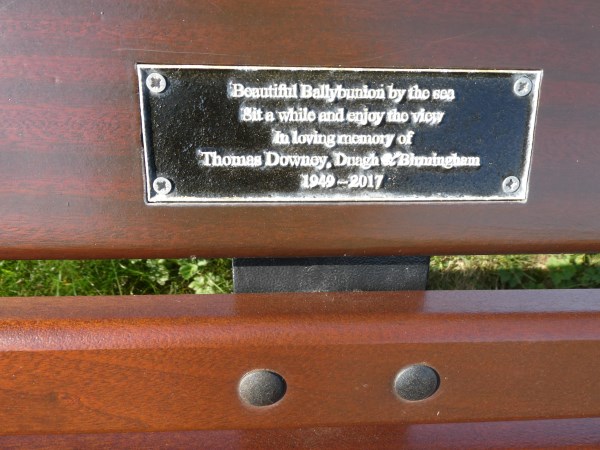 Beautiful Ballybunion by the sea
Sit a while and enjoy the view
In loving memory of
Thomas Downey, Duagh & Birmingham
1949 – 2017